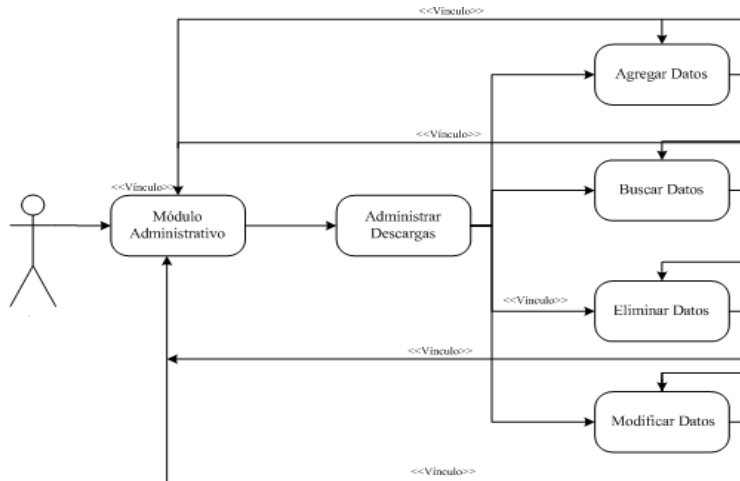 <<Vínculo>>
Agregar Datos
<<Vínculo>>
<<Vínculo>>
Buscar Datos
Módulo
Administrativo
Administrar
Descargas
<<Vínculo>>
Eliminar Datos
<<Vínculo>>
Modificar Datos
<<Vínculo>>